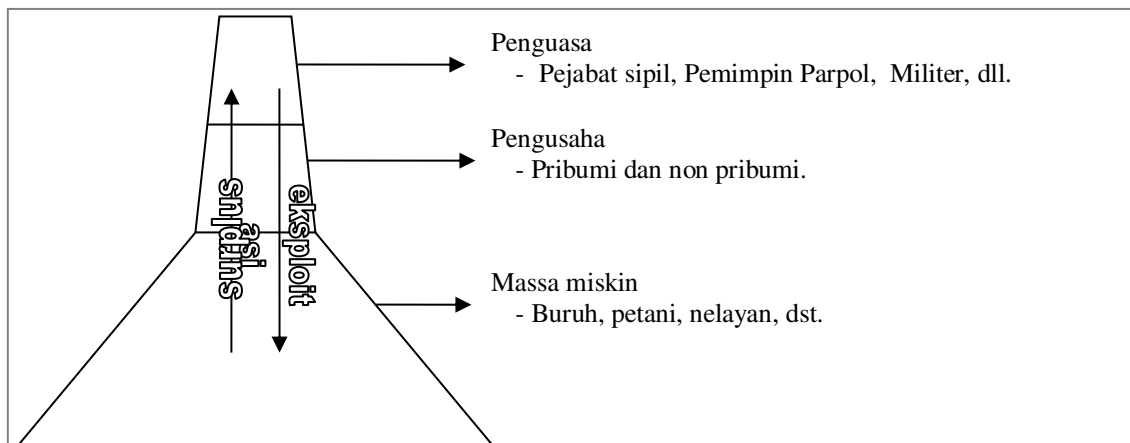 Penguasa
- Pejabat sipil, Pemimpin Parpol, Militer, dll.
Pengusaha
- Pribumi dan non pribumi.
surplus
eksploit
asi
Massa miskin
- Buruh, petani, nelayan, dst.